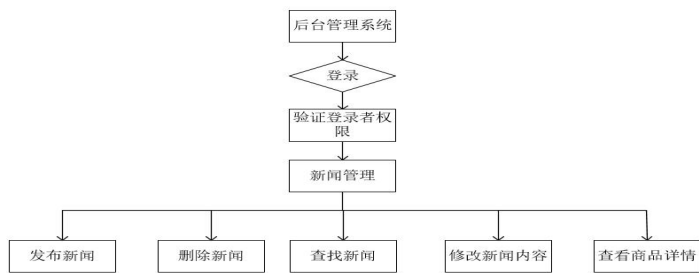 后台管理系统
登录
验证登录者权
限
新闻管理
发布新闻
删除新闻
查找新闻
修改新闻内容
查看商品详情